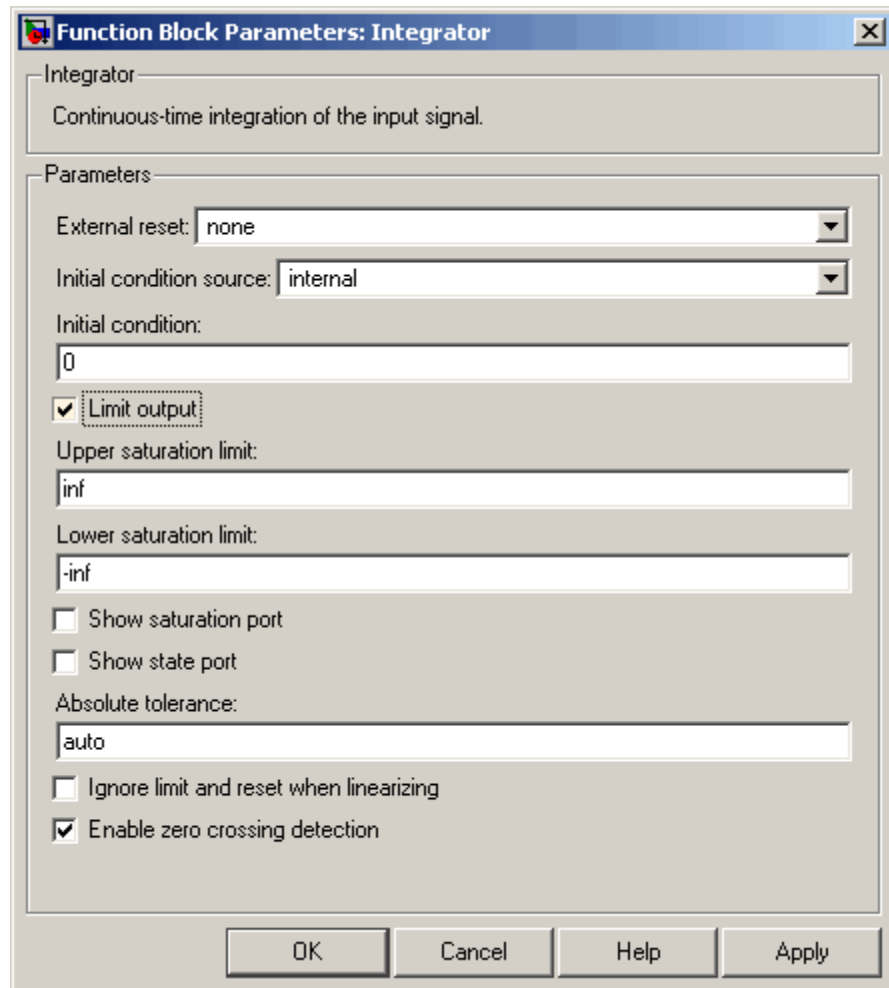 Function Block Parameters: Integrator
Integrator
Continuous-time integration of the input signal.
Parameters
External reset: none
Initial condition source: internal
Initial condition:
0
Limit output
Upper saturation limit:
inf
Lower saturation limit:
-inf
Show saturation port
Show state port
Absolute tolerance:
auto
Ignore limit and reset when linearizing
Enable zero crossing detection
OK Cancel Help Apply